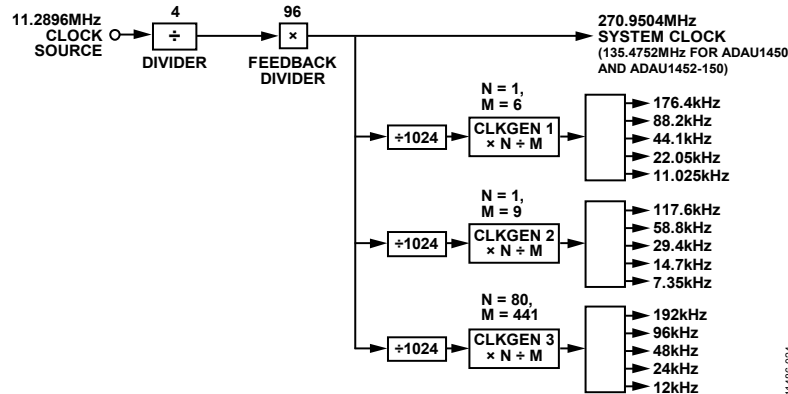 11.2896MHz
CLOCK
SOURCE
4
÷
DIVIDER
96
×
FEEDBACK
DIVIDER
270.9504MHz
SYSTEM CLOCK
(135.4752MHz FOR ADAU1450
AND ADAU1452-150)
N = 1,
M = 6
÷1024
CLKGEN 1
× N ÷ M
176.4kHz
88.2kHz
44.1kHz
22.05kHz
11.025kHz
N = 1,
M = 9
÷1024
CLKGEN 2
× N ÷ M
117.6kHz
58.8kHz
29.4kHz
14.7kHz
7.35kHz
N = 80,
M = 441
÷1024
CLKGEN 3
× N ÷ M
192kHz
96kHz
48kHz
24kHz
12kHz